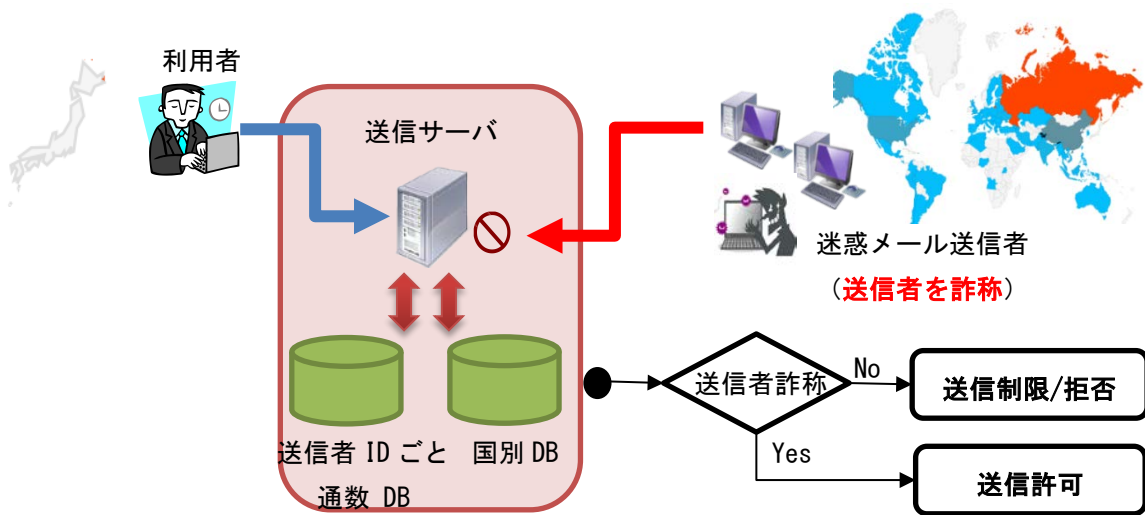 利用者
送信サーバ
迷惑メール送信者
（送信者を詐称）
送信者詐称
No
送信制限/拒否
Yes
送信許可
送信者 ID ごと
通数 DB
国別 DB